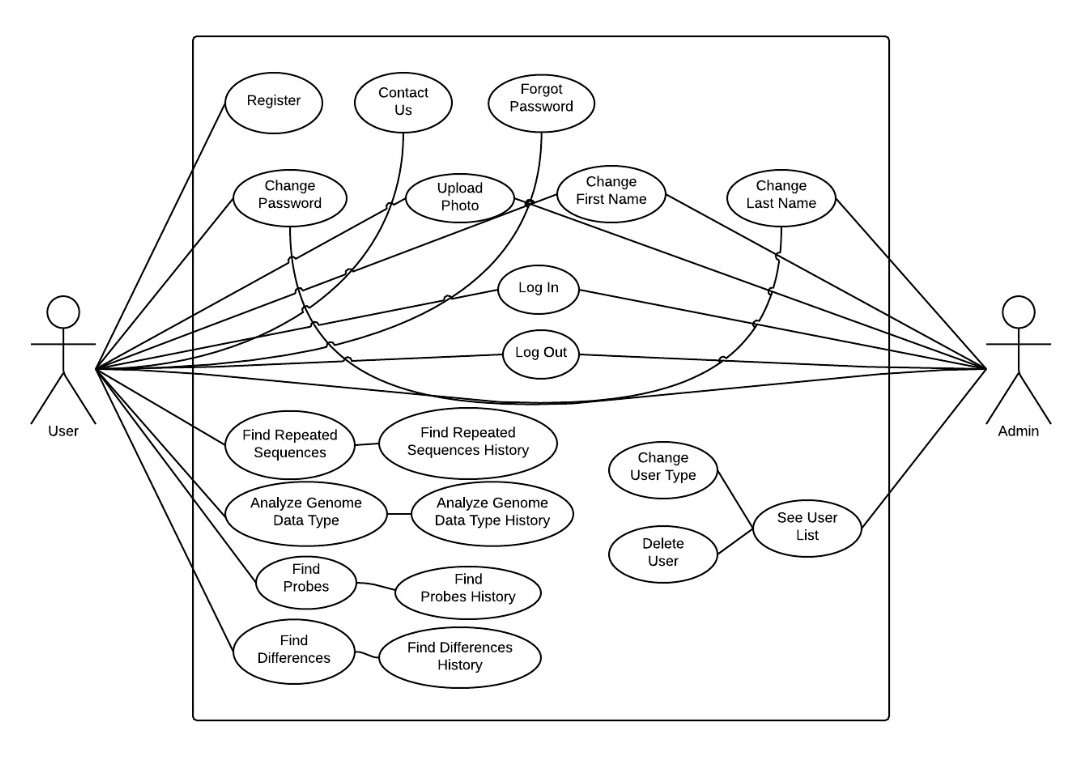 Register
Contact
Us
Forgot
Password
Change
Password
Upload
Photo
Change
First Name
Change
Last Name
Log In
Log Out
User
Admin
Find Repeated
Sequences
Find Repeated
Sequences History
Change
User Type
Analyze Genome
Data Type
Analyze Genome
Data Type History
See User
List
Delete
User
Find
Probes
Find
Probes History
Find
Differences
Find Differences
History